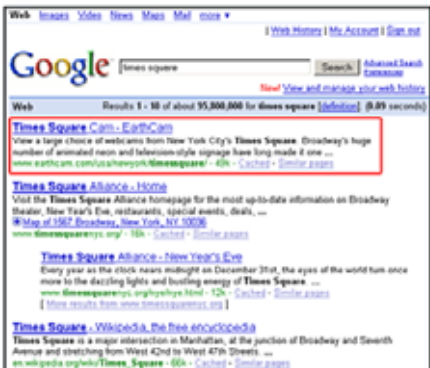 Web Images Video News Maps Mail more ▼
| Web History | My Account | Sign out
Google times square Search Advanced Search
Preferences
New! View and manage your web history
Web Results 1 - 10 of about 95,800,000 for times square [definition]. (0.09 seconds)
Times Square Cam - EarthCam
View a large choice of webcams from New York City's Times Square. Broadway's huge
number of animated neon and television-style signage have long made it one ...
www.earthcam.com/usa/newyork/timessquare/ - 49k - Cached - Similar pages
Times Square Alliance - Home
Visit the Times Square Alliance homepage for the most up-to-date information on Broadway
theater, New Year's Eve, restaurants, special events, deals, ...
Map of 1567 Broadway, New York, NY 10036
www.timessquarenyc.org/ - 16k - Cached - Similar pages
Times Square Alliance - New Year's Eve
Every year as the clock nears midnight on December 31st, the eyes of the world turn once
more to the dazzling lights and bustling energy of Times Square. ...
www.timessquarenyc.org/nye/nye.html - 12k - Cached - Similar pages
[ More results from www.timessquarenyc.org ]
Times Square - Wikipedia, the free encyclopedia
Times Square is a major intersection in Manhattan, at the junction of Broadway and Seventh
Avenue and stretching from West 42nd to West 47th Streets. ...
en.wikipedia.org/wiki/Times_Square - 66k - Cached - Similar pages